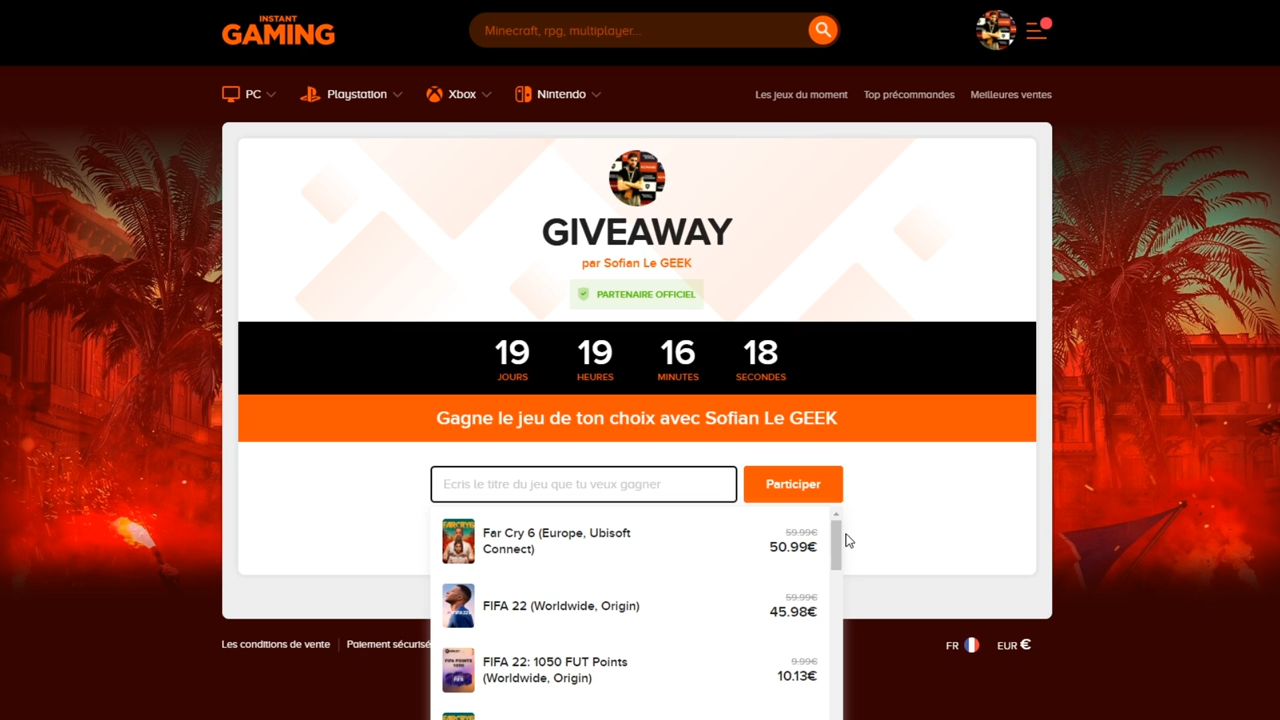 INSTANT
GAMING
Minecraft, rpg, multiplayer...
PC
Playstation
Xbox
Nintendo
Les jeux du moment
Top précommandes
Meilleures ventes
GIVEAWAY
par Sofian Le GEEK
PARTENAIRE OFFICIEL
19 19 16 18
JOURS HEURES MINUTES SECONDES
Gagne le jeu de ton choix avec Sofian Le GEEK
Ecris le titre du jeu que tu veux gagner
Participer
Far Cry 6 (Europe, Ubisoft
Connect)
59.99€
50.99€
FIFA 22 (Worldwide, Origin)
59.99€
45.98€
FIFA 22: 1050 FUT Points
(Worldwide, Origin)
9.99€
10.13€
Les conditions de vente
Paiement sécurisé
FR
EUR €